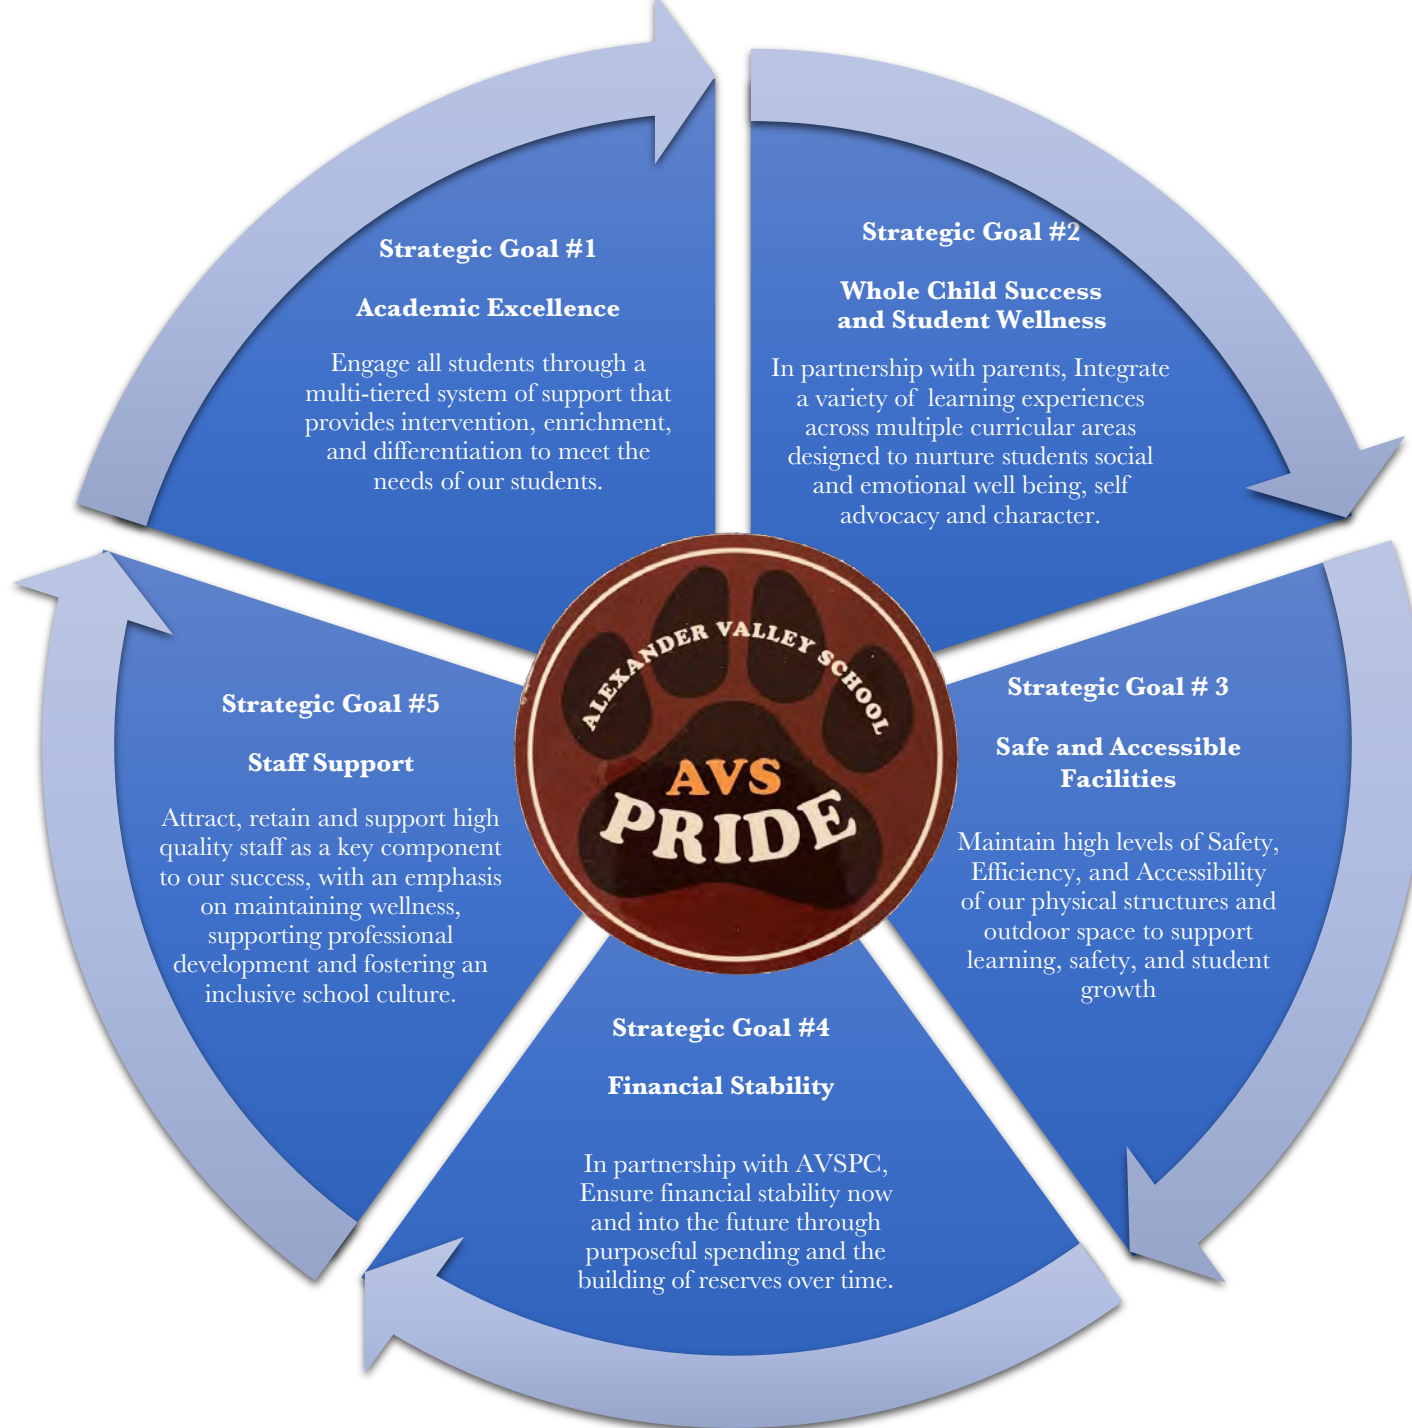 Strategic Goal #1
Academic Excellence
Engage all students through a
multi-tiered system of support that
provides intervention, enrichment,
and differentiation to meet the
needs of our students.
Strategic Goal #2
Whole Child Success
and Student Wellness
In partnership with parents, Integrate
a variety of learning experiences
across multiple curricular areas
designed to nurture students social
and emotional well being, self
advocacy and character.
Strategic Goal # 3
Safe and Accessible
Facilities
Maintain high levels of Safety,
Efficiency, and Accessibility
of our physical structures and
outdoor space to support
learning, safety, and student
growth
Strategic Goal #4
Financial Stability
In partnership with AVSPC,
Ensure financial stability now
and into the future through
purposeful spending and the
building of reserves over time.
Strategic Goal #5
Staff Support
Attract, retain and support high
quality staff as a key component
to our success, with an emphasis
on maintaining wellness,
supporting professional
development and fostering an
inclusive school culture.
ALEXANDER VALLEY SCHOOL
AVS
PRIDE